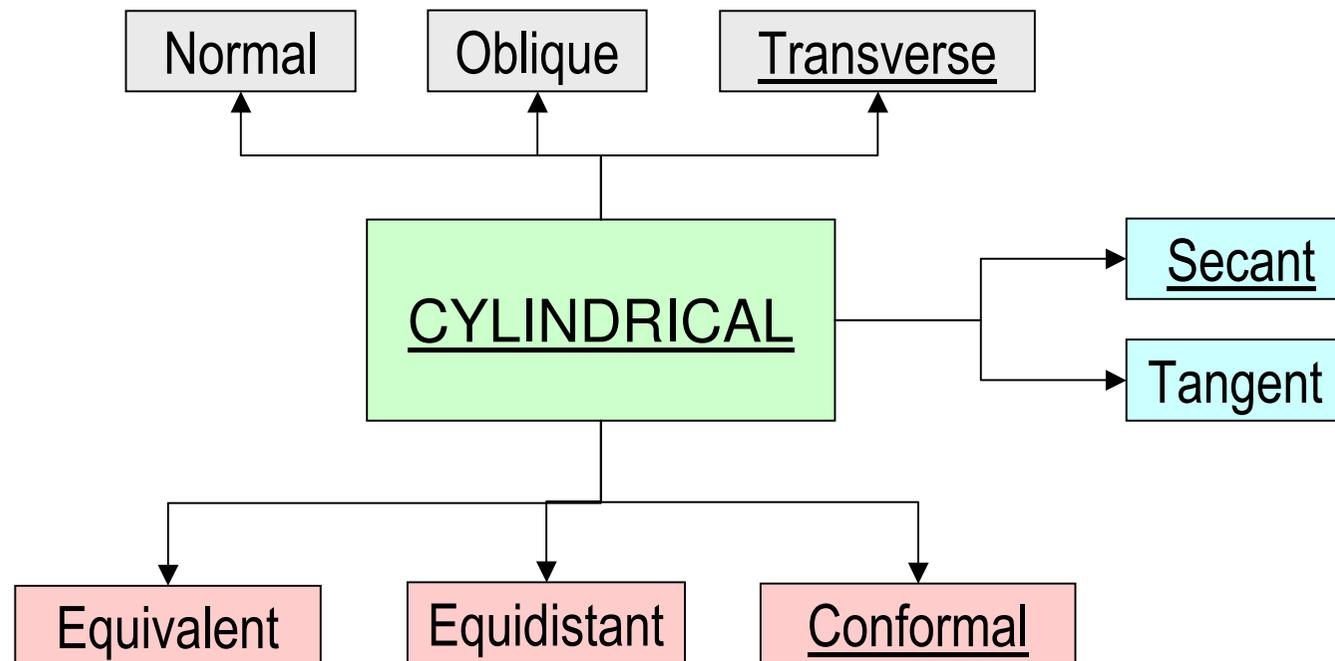 Normal
Oblique
Transverse
CYLINDRICAL
Secant
Tangent
Equivalent
Equidistant
Conformal